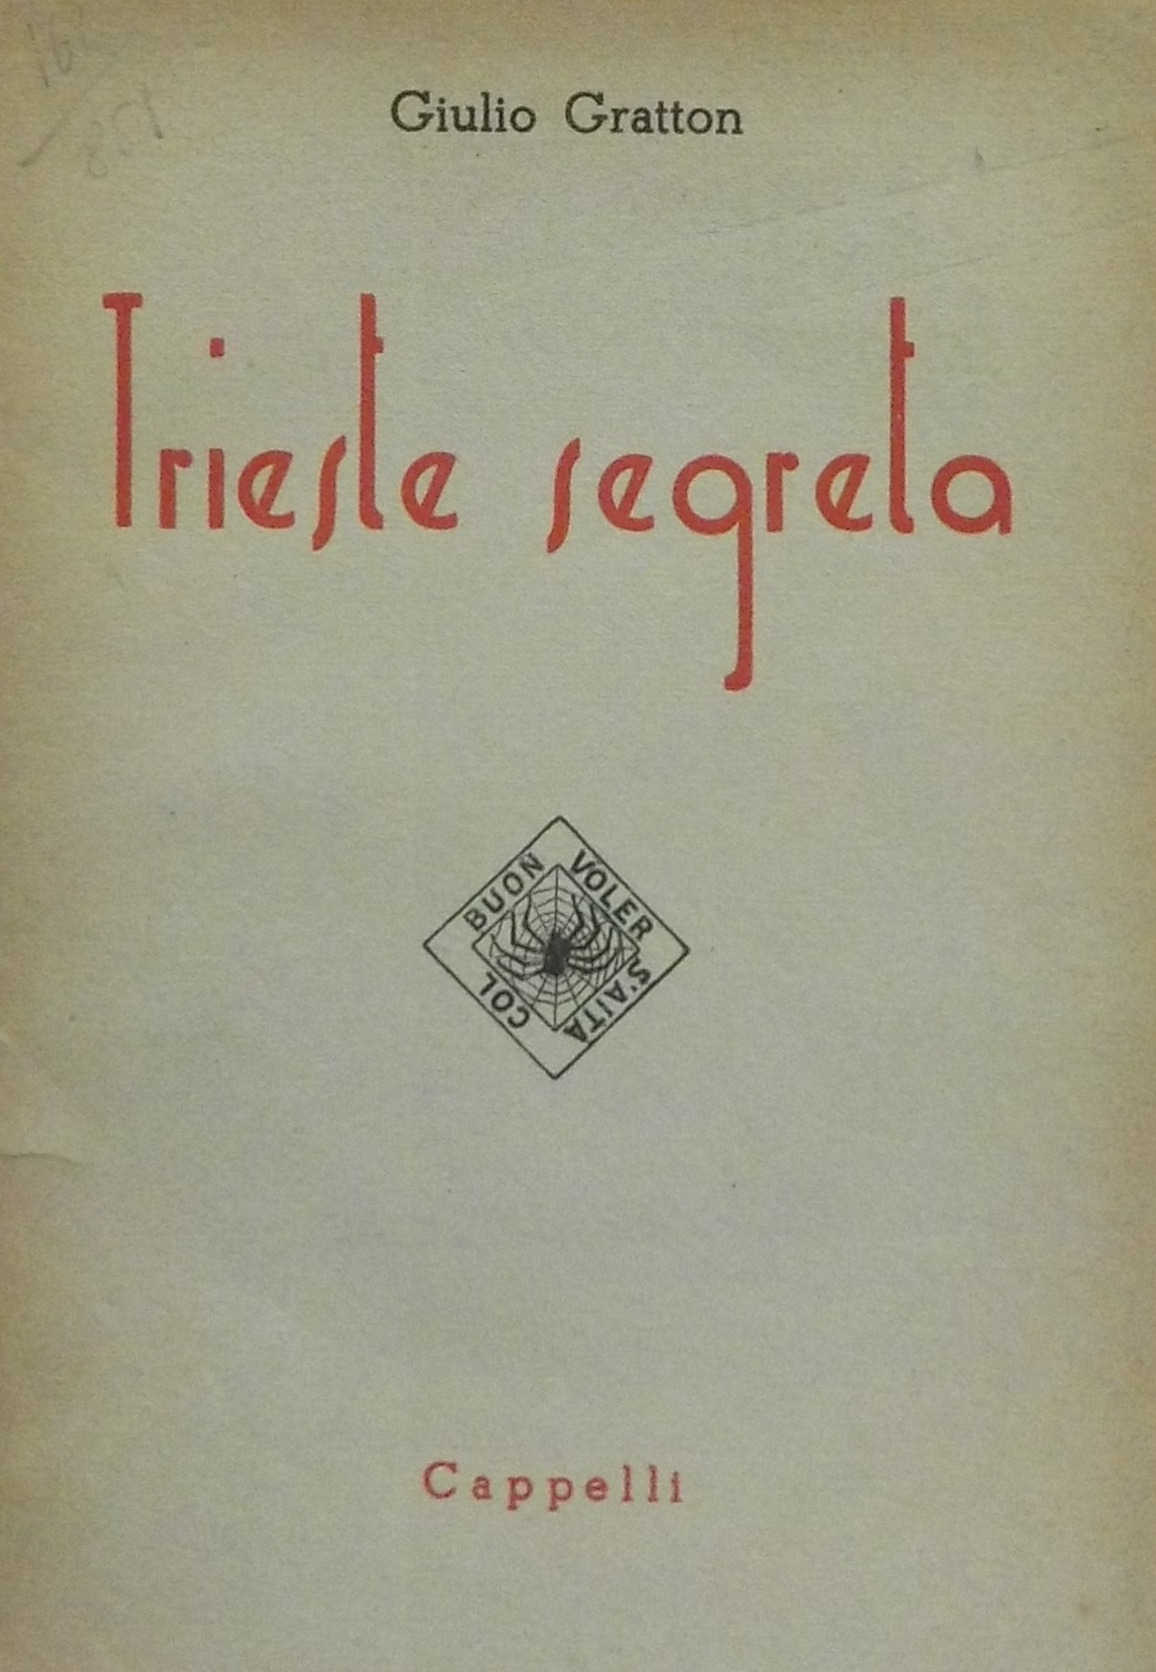 Giulio Gratton
Trieste segreta
COL BUON VOLER S'AITA
Cappelli